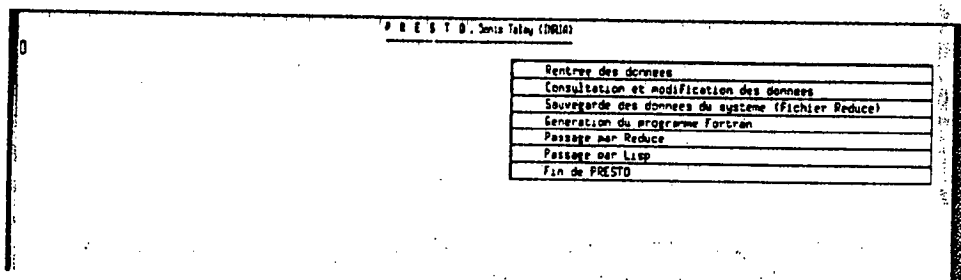 P R E S T O, Denis Talay (INRIA)
Rentree des donnees
Consultation et modification des donnees
Sauvegarde des donnees du systeme (Fichier Reduce)
Generation du programme Fortran
Passage par Reduce
Passage par Lisp
Fin de PRESTO